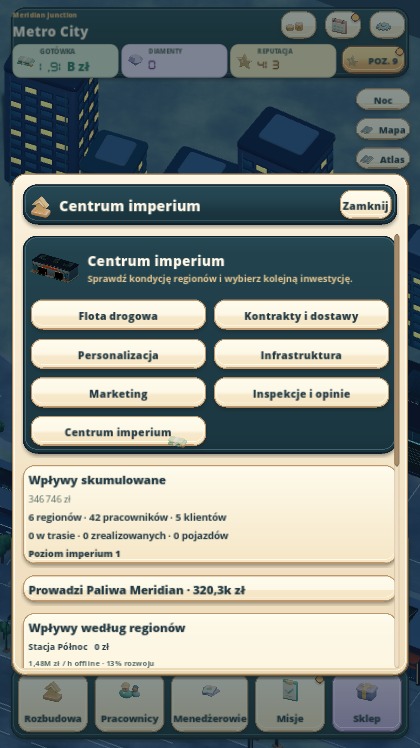 Meridian Junction
Metro City
GOTÓWKA
B zł
DIAMENTY
0
REPUTACJA
POZ. 9
Noc
Mapa
Atlas
Centrum imperium
Zamknij
Centrum imperium
Sprawdź kondycję regionów i wybierz kolejną inwestycję.
Flota drogowa
Kontrakty i dostawy
Personalizacja
Infrastruktura
Marketing
Inspekcje i opinie
Centrum imperium
Wpływy skumulowane
346 746 zł
6 regionów · 42 pracowników · 5 klientów
0 w trasie · 0 zrealizowanych · 0 pojazdów
Poziom imperium 1
Prowadzi Paliwa Meridian · 320,3k zł
Wpływy według regionów
Stacja Północ 0 zł
1,48M zł / h offline · 13% rozwoju
Rozbudowa
Pracownicy
Menedżerowie
Misje
Sklep